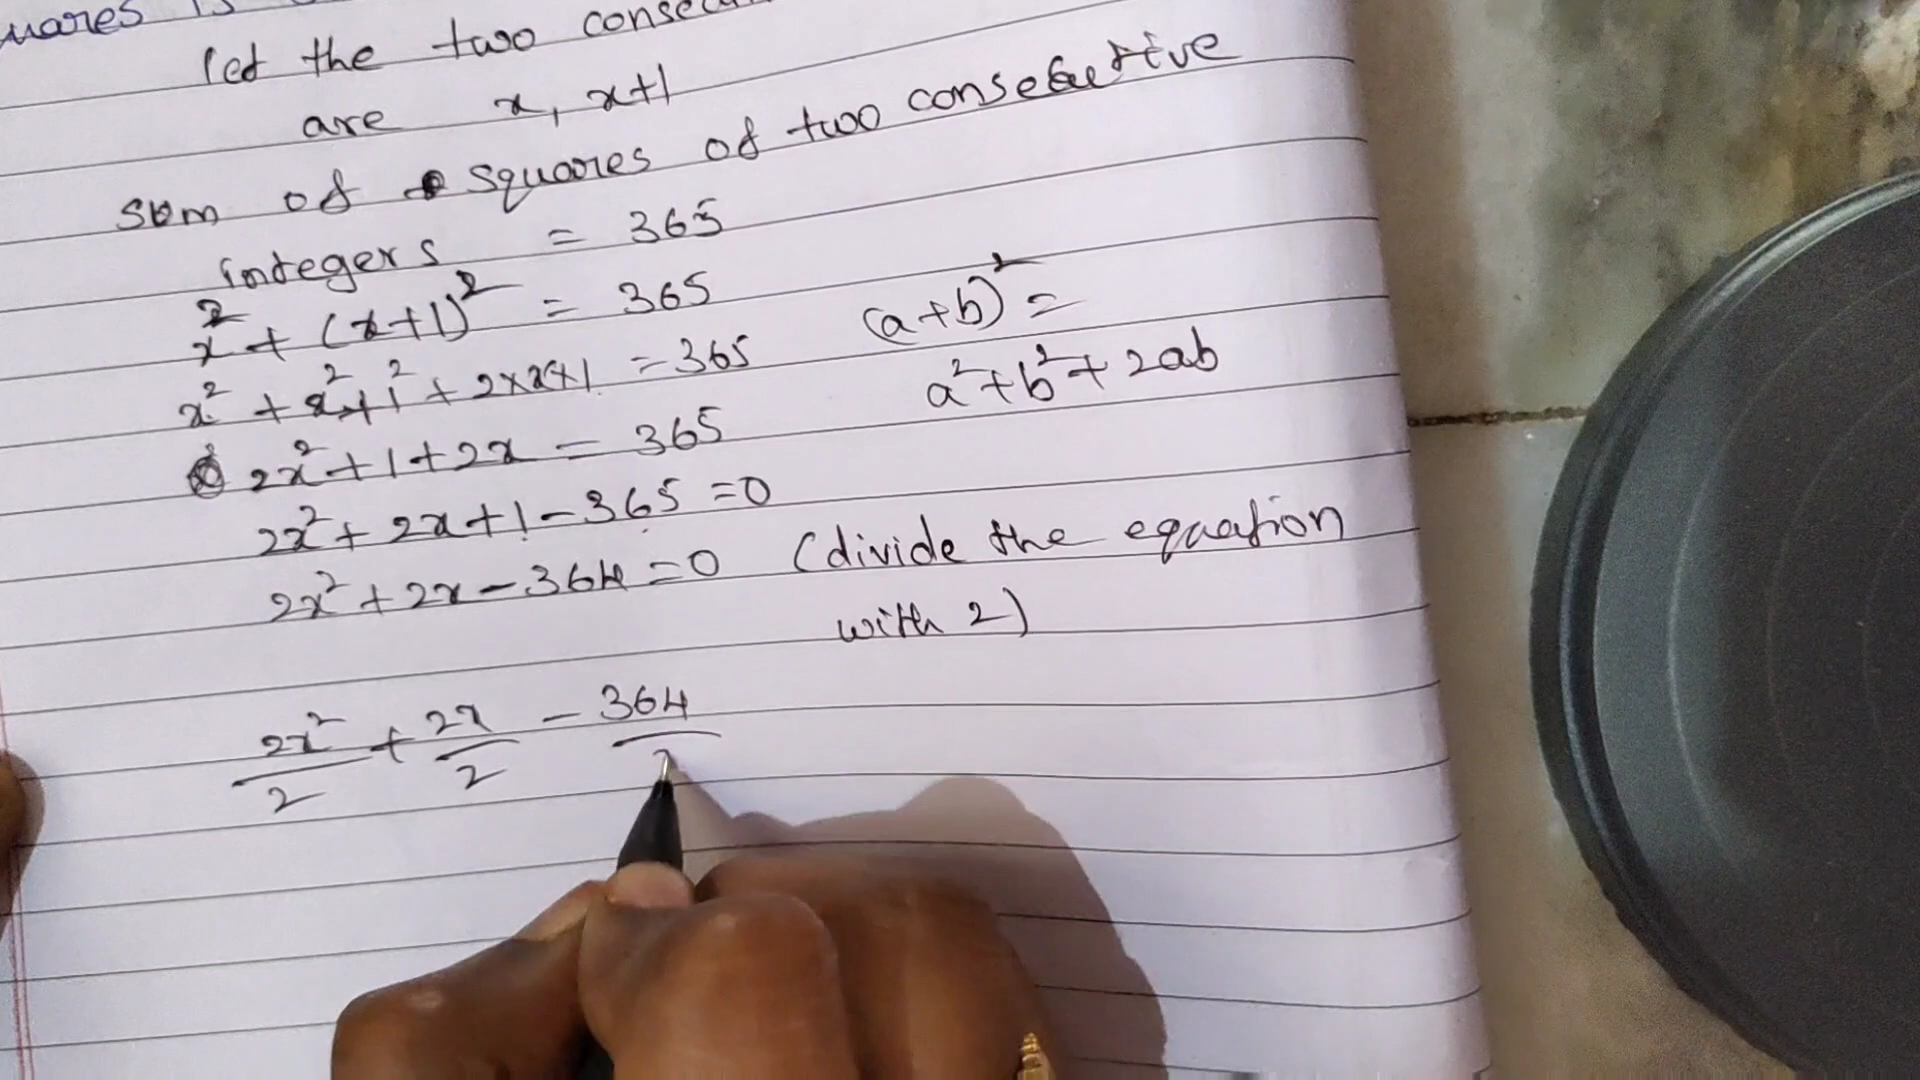 is
let the two
are x, x+1
sum of squares of two consecutive
integers = 365
x² + (x+1)² = 365
(a+b)² =
x² + x²+1² + 2×x×1 = 365
a²+b²+2ab
2x²+1+2x = 365
2x²+2x+1-365=0
2x²+2x-364=0 (divide the equation
with 2)
2x²/2 + 2x/2 - 364/2